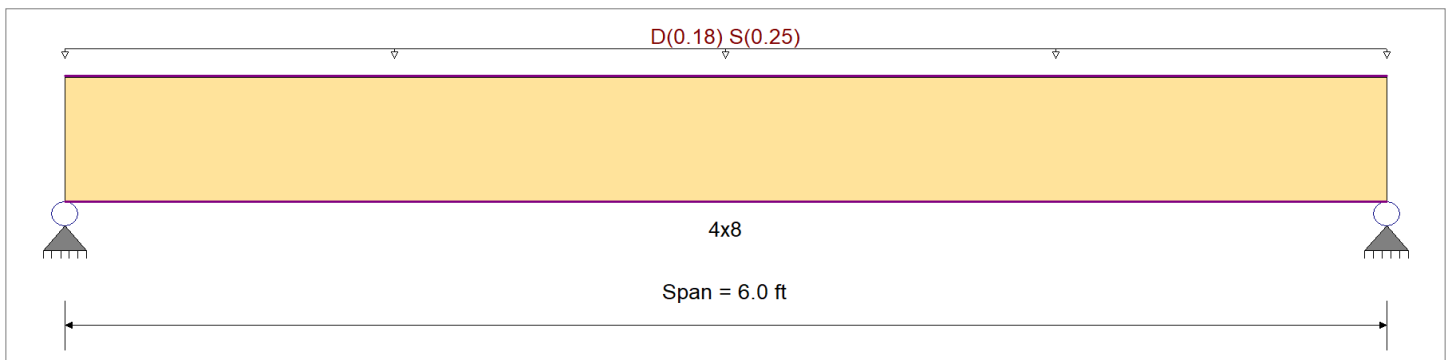 D(0.18) S(0.25)
4x8
Span = 6.0 ft